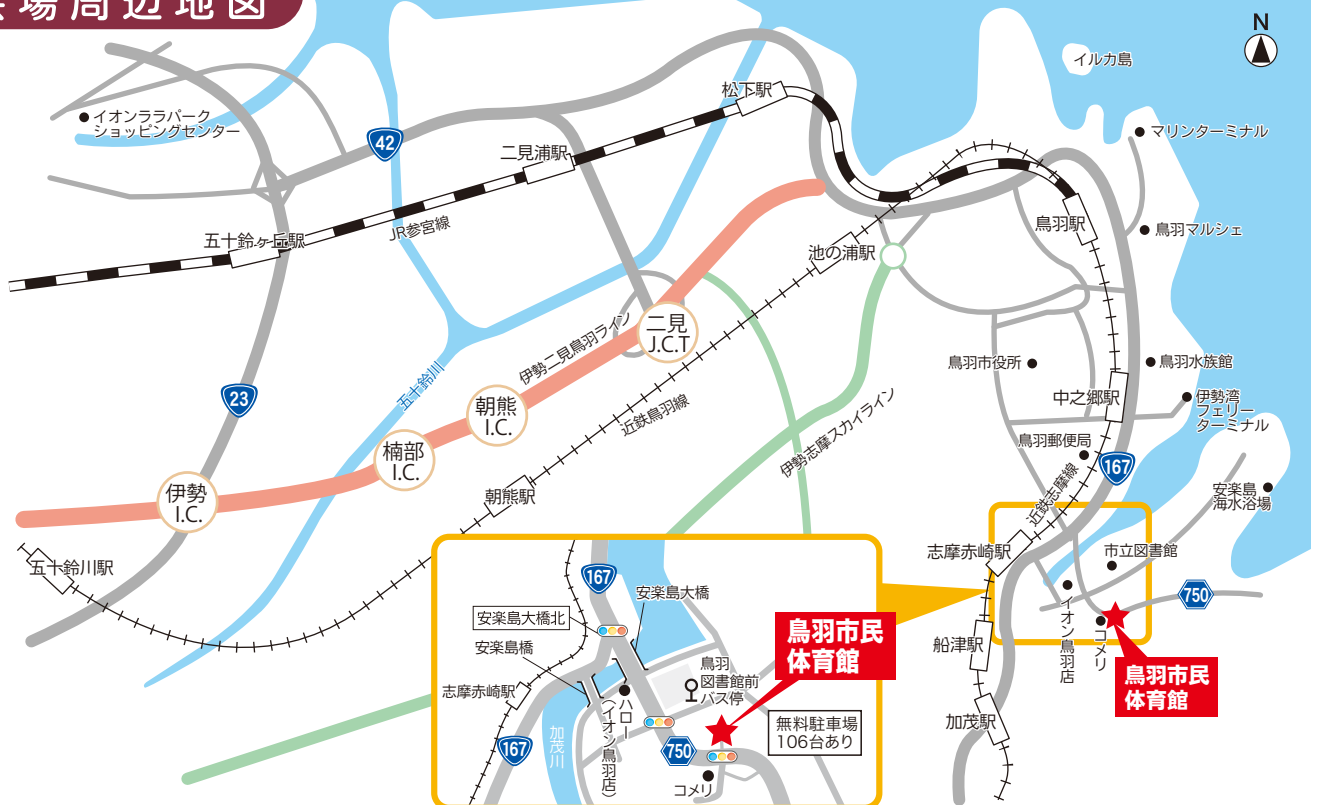 場周辺地図
N
イルカ島
松下駅
イオンララパーク
ショッピングセンター
マリンターミナル
42
二見浦駅
JR参宮線
五十鈴ヶ丘駅
鳥羽駅
鳥羽マルシェ
池の浦駅
二見
J.C.T
伊勢二見鳥羽ライン
鳥羽市役所
鳥羽水族館
五十鈴川
23
朝熊
I.C.
近鉄鳥羽線
中之郷駅
伊勢湾
フェリー
ターミナル
伊勢志摩スカイライン
鳥羽郵便局
楠部
I.C.
167
伊勢
I.C.
朝熊駅
近鉄志摩線
安楽島
海水浴場
志摩赤崎駅
市立図書館
五十鈴川駅
750
イオン鳥羽店
コメリ
鳥羽市民
体育館
船津駅
加茂駅
167
安楽島大橋
安楽島大橋北
安楽島橋
鳥羽市民
体育館
鳥羽
図書館前
バス停
志摩赤崎駅
ハロー
(イオン鳥羽店)
無料駐車場
106台あり
加茂川
167
750
コメリ